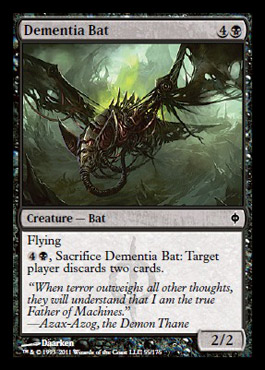 Dementia Bat 4
Creature — Bat
Flying
4, Sacrifice Dementia Bat: Target
player discards two cards.
"When terror outweighs all other thoughts,
they will understand that I am the true
Father of Machines."
—Azax-Azog, the Demon Thane
2/2
Daarken
™ & © 1993–2011 Wizards of the Coast LLC 55/175